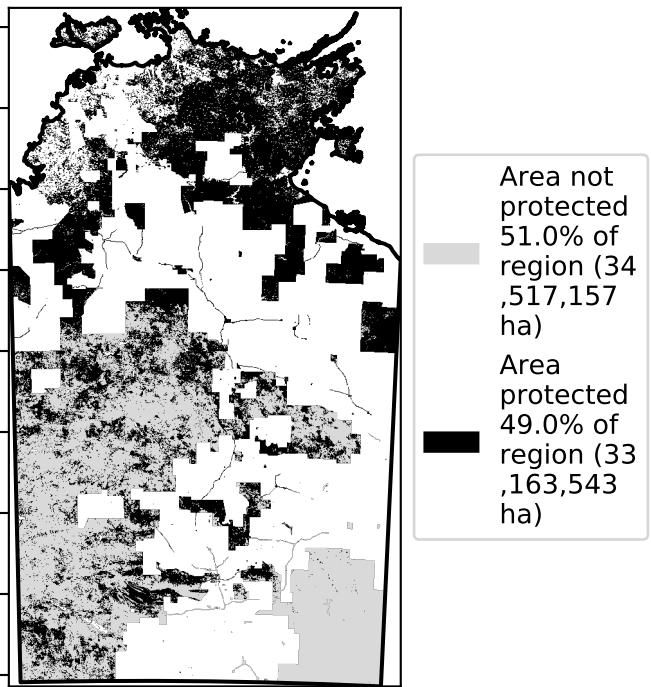 Area not
protected
51.0% of
region (34
,517,157
ha)
Area
protected
49.0% of
region (33
,163,543
ha)